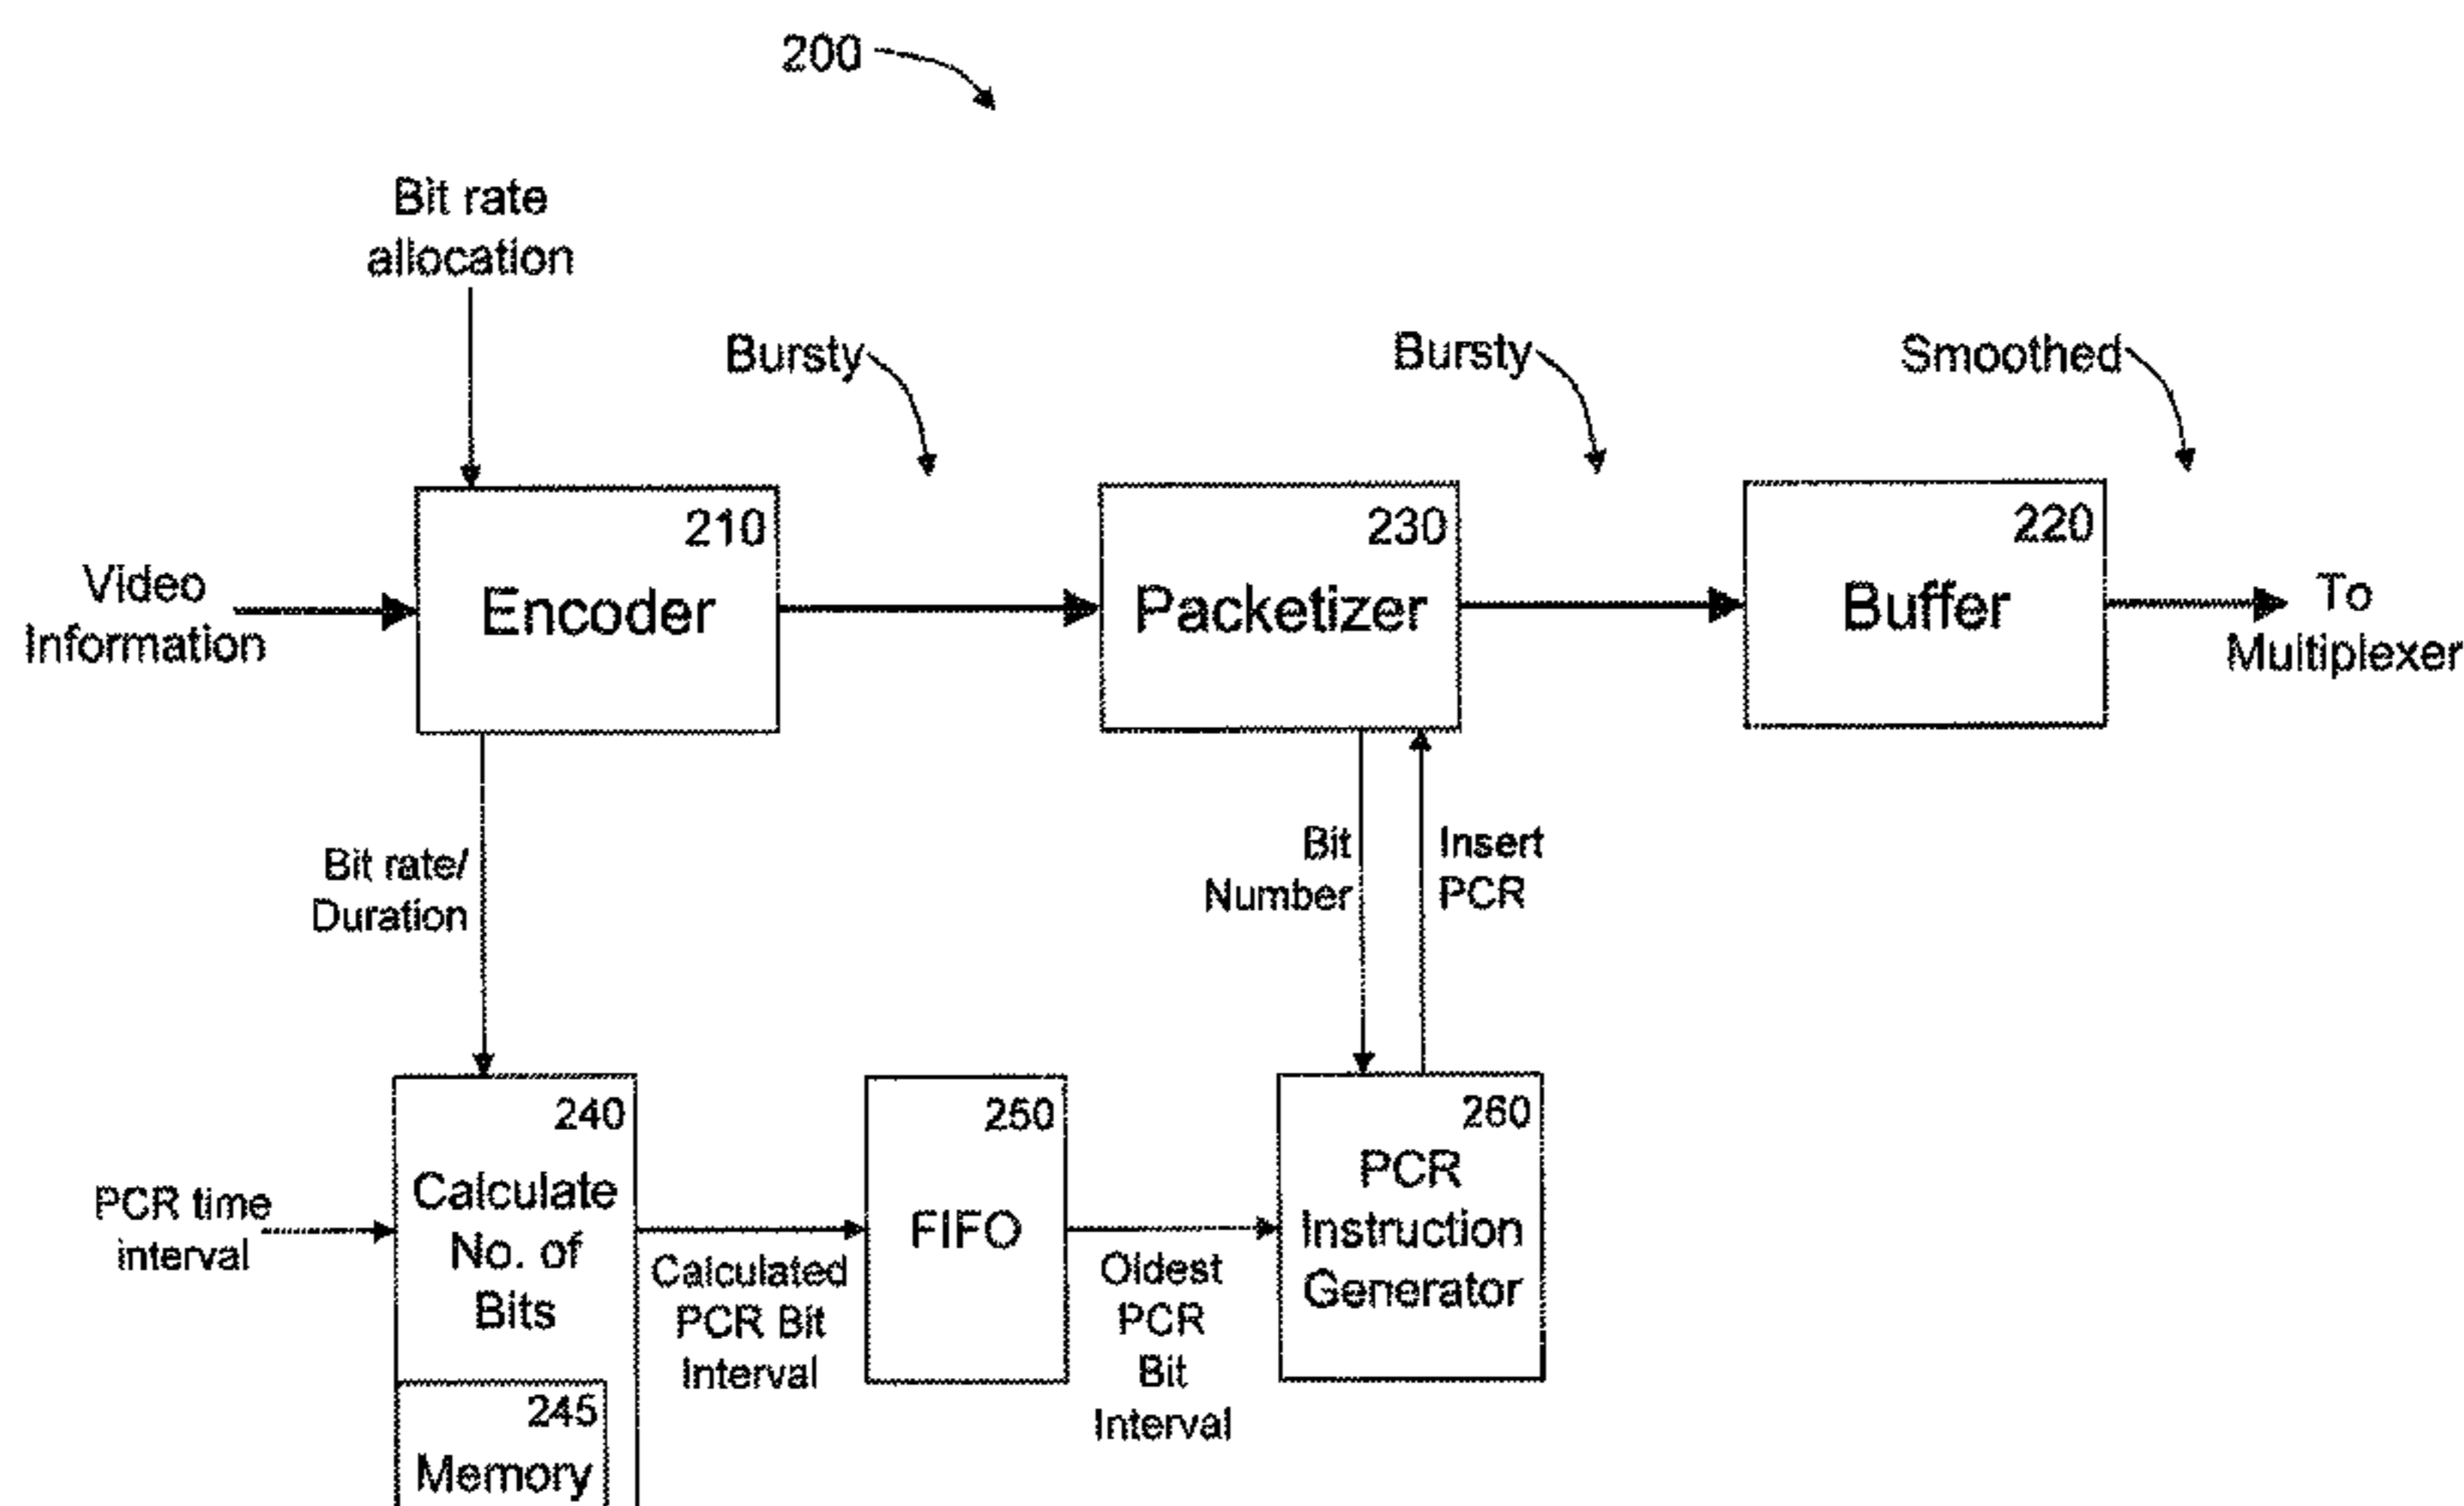 200
Bit rate
allocation
Bursty
Bursty
Smoothed
210
Encoder
230
Packetizer
220
Buffer
Video
Information
To
Multiplexer
Bit rate/
Duration
Bit
Number
Insert
PCR
240
Calculate
No. of
Bits
245
Memory
PCR time
interval
Calculated
PCR Bit
Interval
250
FIFO
Oldest
PCR
Bit
Interval
260
PCR
Instruction
Generator